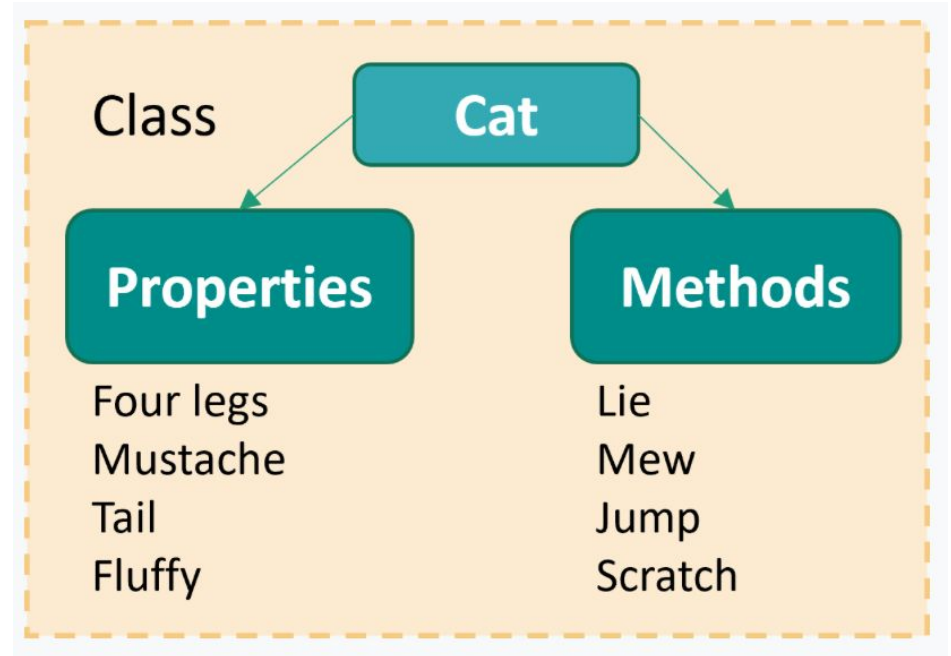 Class
Cat
Properties
Four legs
Mustache
Tail
Fluffy
Methods
Lie
Mew
Jump
Scratch